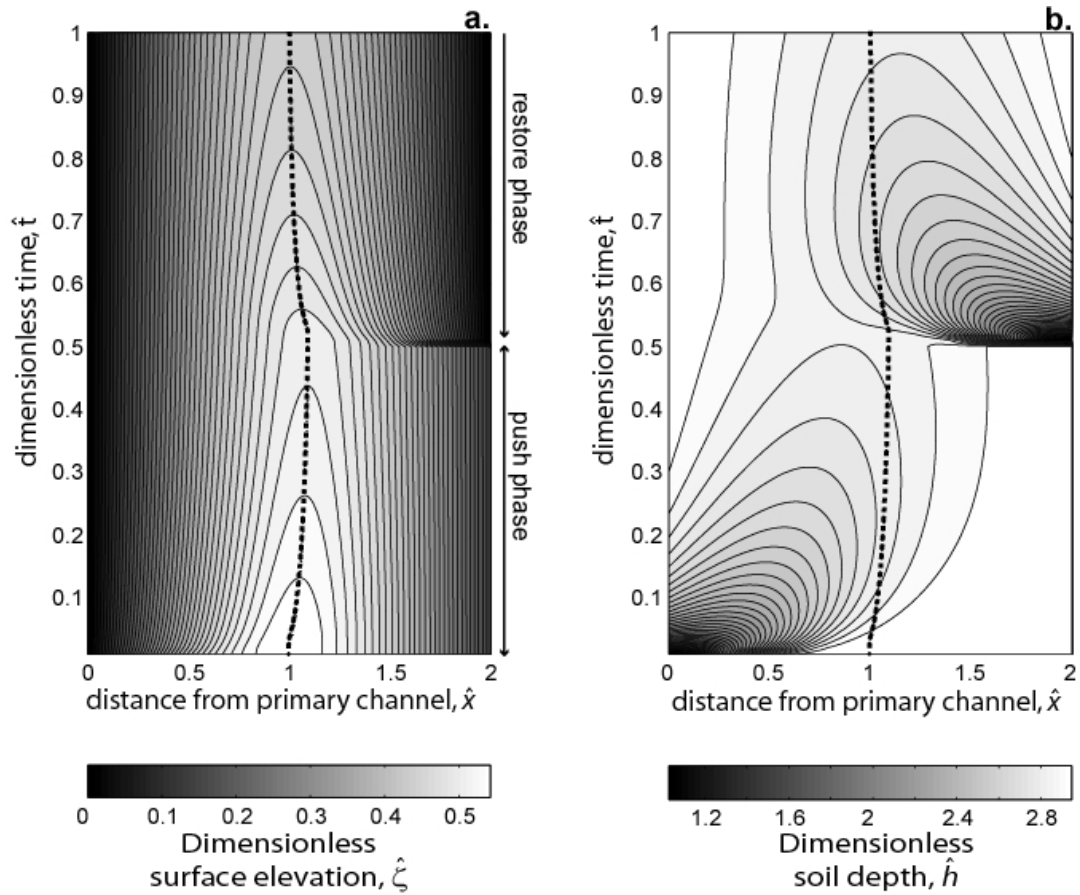 a.
1
0.9
0.8
0.7
0.6
0.5
0.4
0.3
0.2
0.1
dimensionless time, t̂
restore phase
push phase
0 0.5 1 1.5 2
distance from primary channel, x̂
0 0.1 0.2 0.3 0.4 0.5
Dimensionless
surface elevation, ζ̂
b.
1
0.9
0.8
0.7
0.6
0.5
0.4
0.3
0.2
0.1
dimensionless time, t̂
0 0.5 1 1.5 2
distance from primary channel, x̂
1.2 1.6 2 2.4 2.8
Dimensionless
soil depth, ĥ